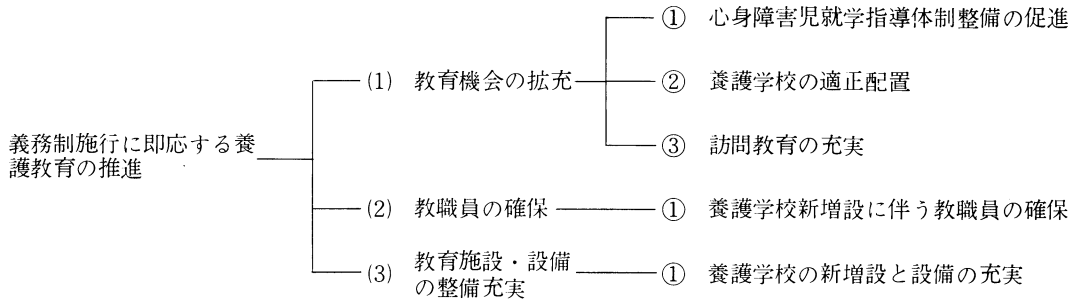 義務制施行に即応する養
護教育の推進
(1) 教育機会の拡充
① 心身障害児就学指導体制整備の促進
② 養護学校の適正配置
③ 訪問教育の充実
(2) 教職員の確保
① 養護学校新増設に伴う教職員の確保
(3) 教育施設・設備
の整備充実
① 養護学校の新増設と設備の充実